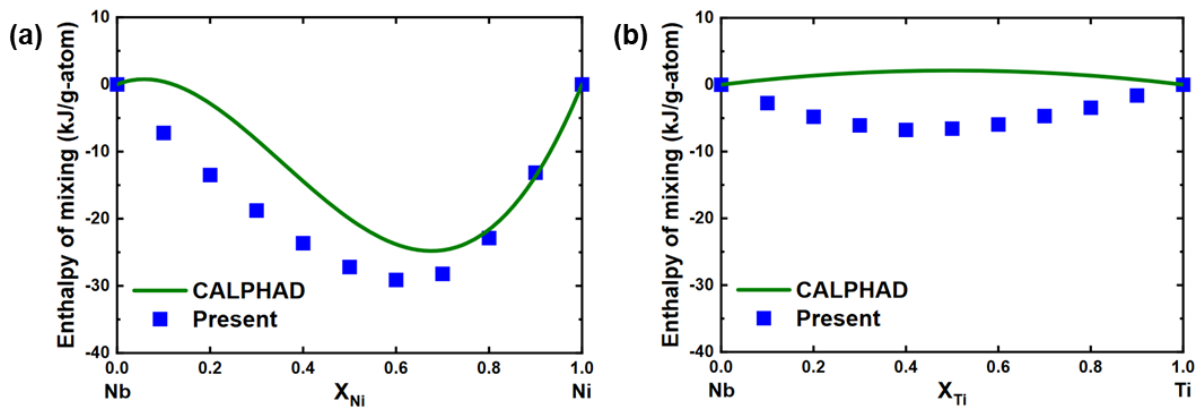 (a)
Enthalpy of mixing (kJ/g-atom)
10
0
-10
-20
-30
-40
CALPHAD
Present
0.0 0.2 0.4 0.6 0.8 1.0
Nb X_Ni Ni
(b)
Enthalpy of mixing (kJ/g-atom)
10
0
-10
-20
-30
-40
CALPHAD
Present
0.0 0.2 0.4 0.6 0.8 1.0
Nb X_Ti Ti